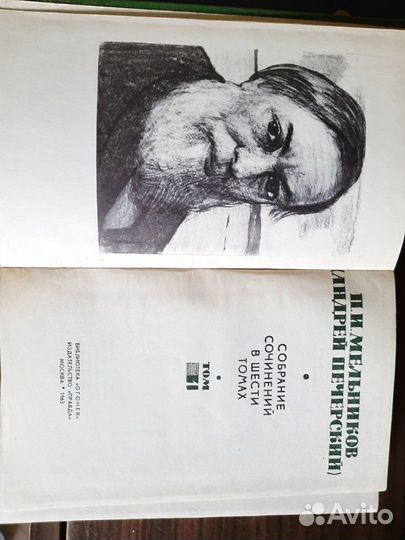 П. И. МЕЛЬНИКОВ
(АНДРЕЙ ПЕЧЕРСКИЙ)
СОБРАНИЕ
СОЧИНЕНИЙ
В ШЕСТИ
ТОМАХ
ТОМ
БИБЛИОТЕКА «ОГОНЕК»
ИЗДАТЕЛЬСТВО «ПРАВДА»
МОСКВА • 1963
Avito